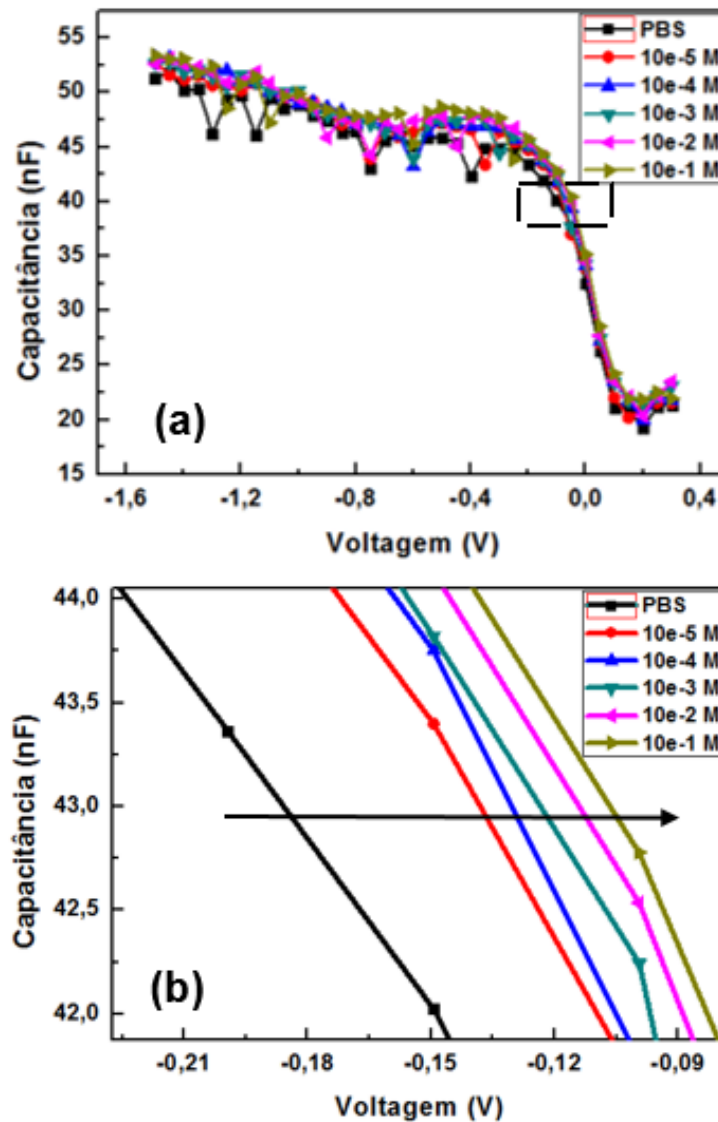 55
50
45
40
35
30
25
20
15
Capacitância (nF)
PBS
10e-5 M
10e-4 M
10e-3 M
10e-2 M
10e-1 M
(a)
-1,6 -1,2 -0,8 -0,4 0,0 0,4
Voltagem (V)
44,0
43,5
43,0
42,5
42,0
Capacitância (nF)
PBS
10e-5 M
10e-4 M
10e-3 M
10e-2 M
10e-1 M
(b)
-0,21 -0,18 -0,15 -0,12 -0,09
Voltagem (V)